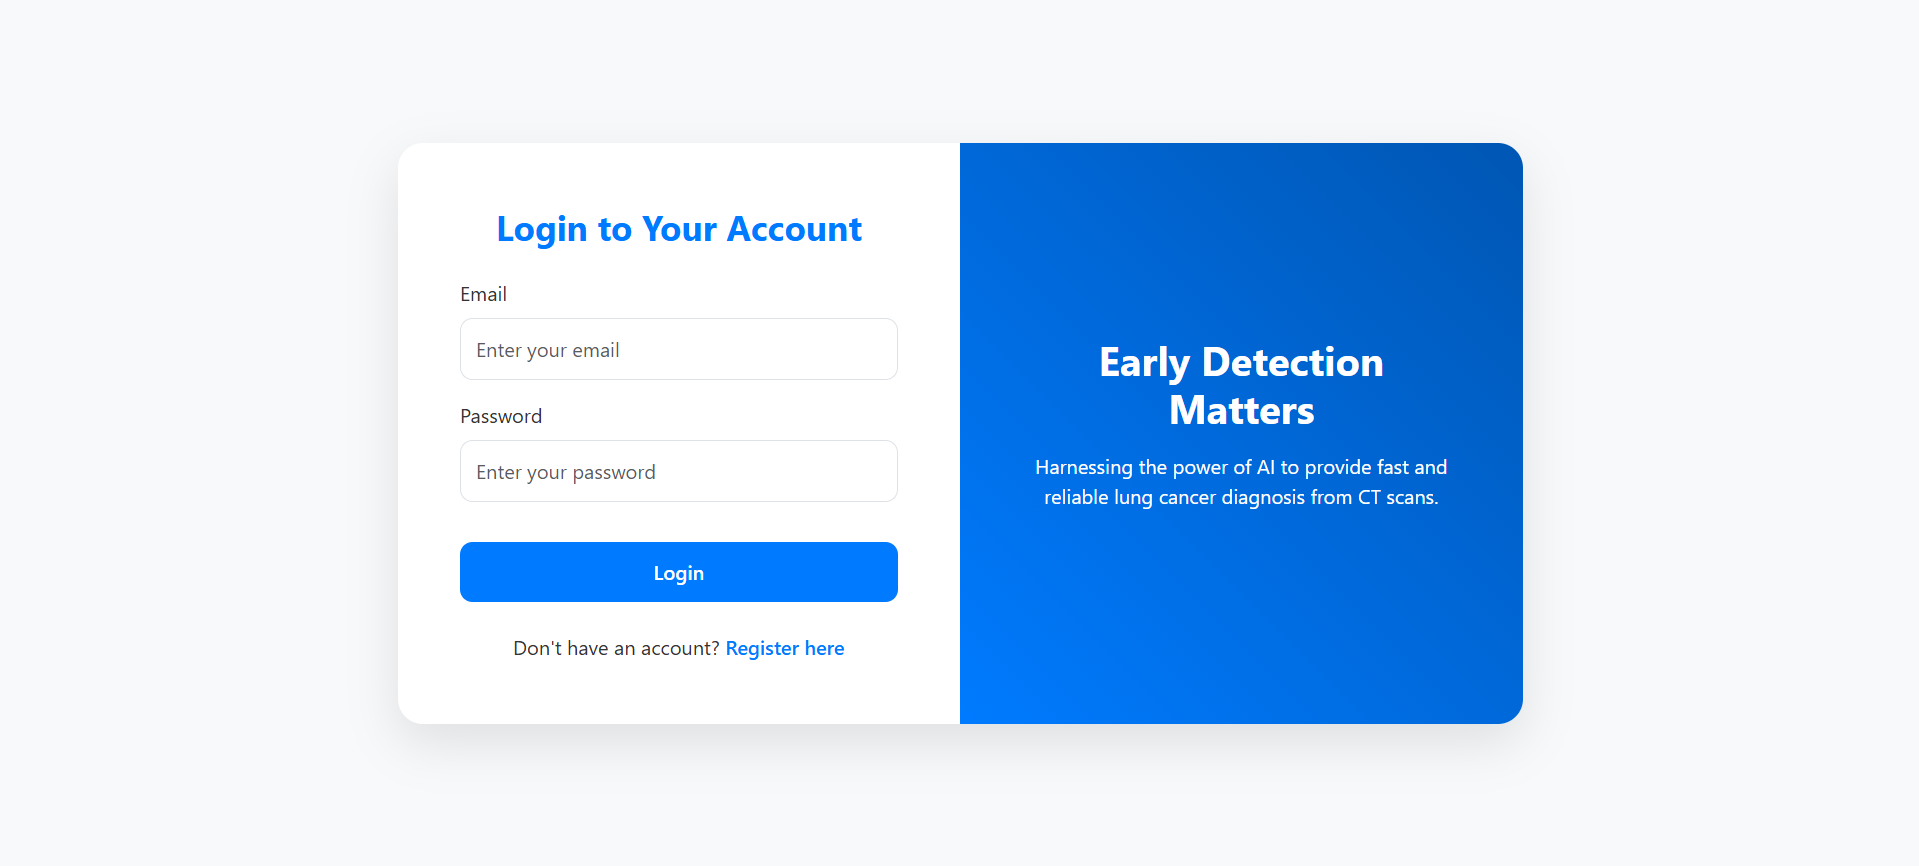 Login to Your Account
Email
Enter your email
Password
Enter your password
Login
Don't have an account? Register here
Early Detection
Matters
Harnessing the power of AI to provide fast and
reliable lung cancer diagnosis from CT scans.